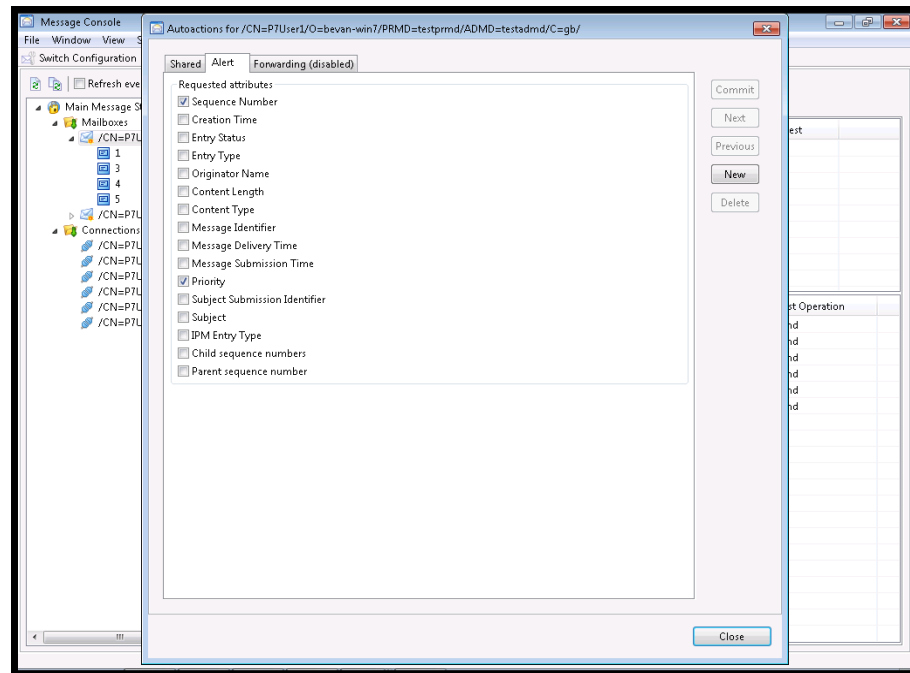 Message Console
File Window View S
Switch Configuration
Refresh eve
Main Message S
Mailboxes
/CN=P7U
1
3
4
5
/CN=P7U
Connections
/CN=P7U
/CN=P7U
/CN=P7U
/CN=P7U
/CN=P7U
/CN=P7U
Autoactions for /CN=P7User1/O=bevan-win7/PRMD=testprmd/ADMD=testadmd/C=gb/
Shared Alert Forwarding (disabled)
Requested attributes
Sequence Number
Creation Time
Entry Status
Entry Type
Originator Name
Content Length
Content Type
Message Identifier
Message Delivery Time
Message Submission Time
Priority
Subject Submission Identifier
Subject
IPM Entry Type
Child sequence numbers
Parent sequence number
Commit
Next
Previous
New
Delete
Close
est
st Operation
nd
nd
nd
nd
nd
nd